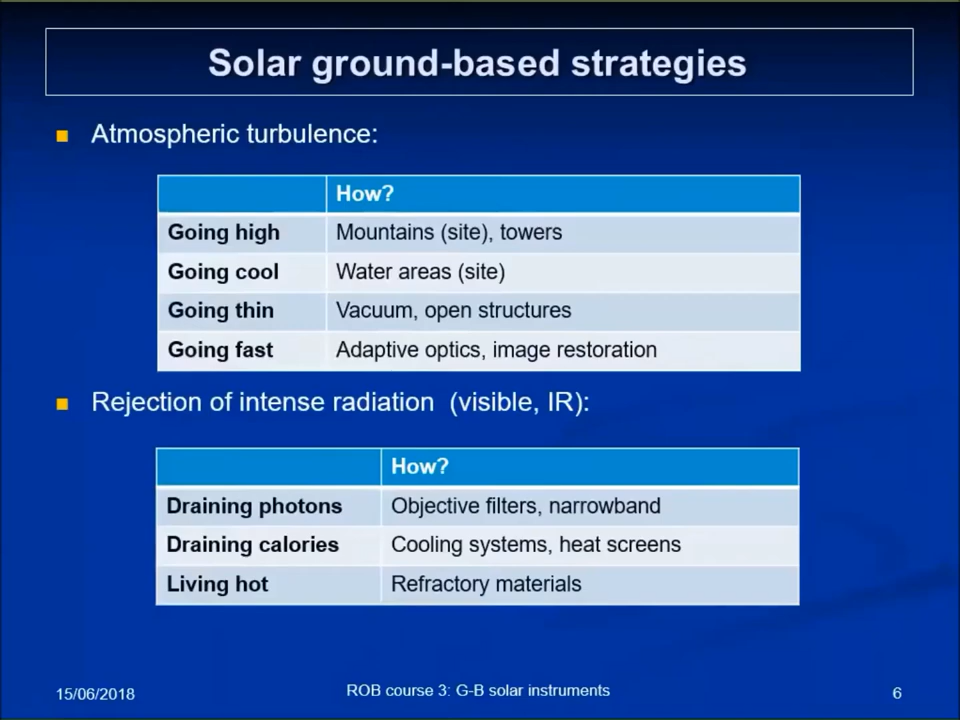 Solar ground-based strategies
Atmospheric turbulence:
How?
Going high Mountains (site), towers
Going cool Water areas (site)
Going thin Vacuum, open structures
Going fast Adaptive optics, image restoration
Rejection of intense radiation (visible, IR):
How?
Draining photons Objective filters, narrowband
Draining calories Cooling systems, heat screens
Living hot Refractory materials
15/06/2018 ROB course 3: G-B solar instruments 6